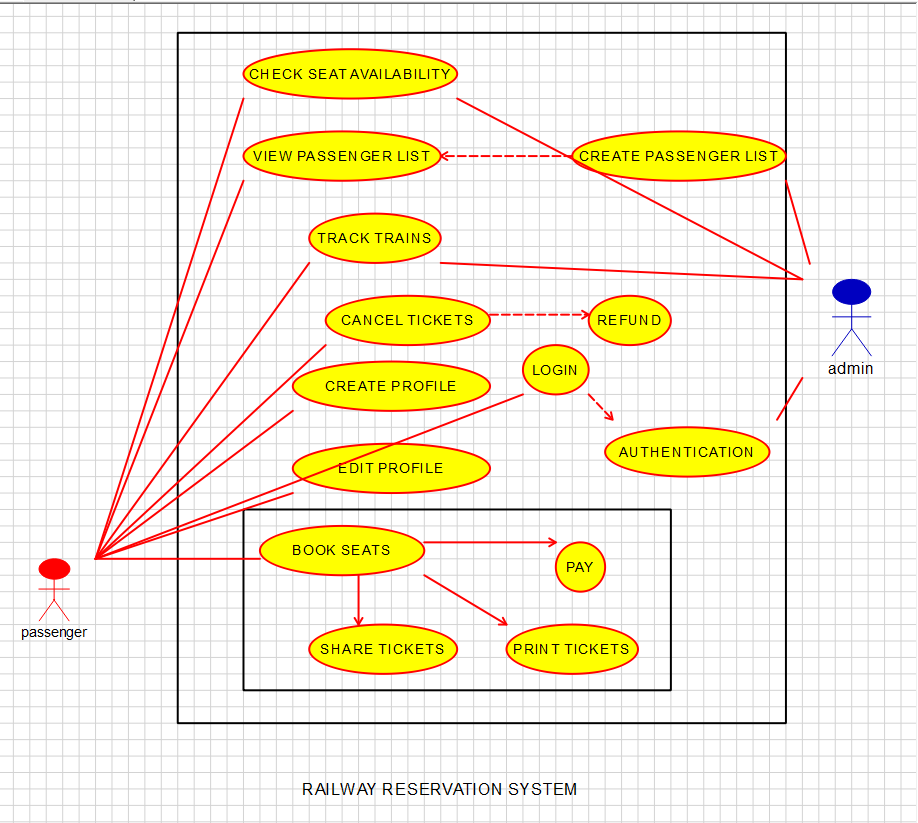 CHECK SEAT AVAILABILITY
VIEW PASSENGER LIST
CREATE PASSENGER LIST
TRACK TRAINS
CANCEL TICKETS
REFUND
LOGIN
admin
CREATE PROFILE
AUTHENTICATION
EDIT PROFILE
BOOK SEATS
PAY
passenger
SHARE TICKETS
PRINT TICKETS
RAILWAY RESERVATION SYSTEM